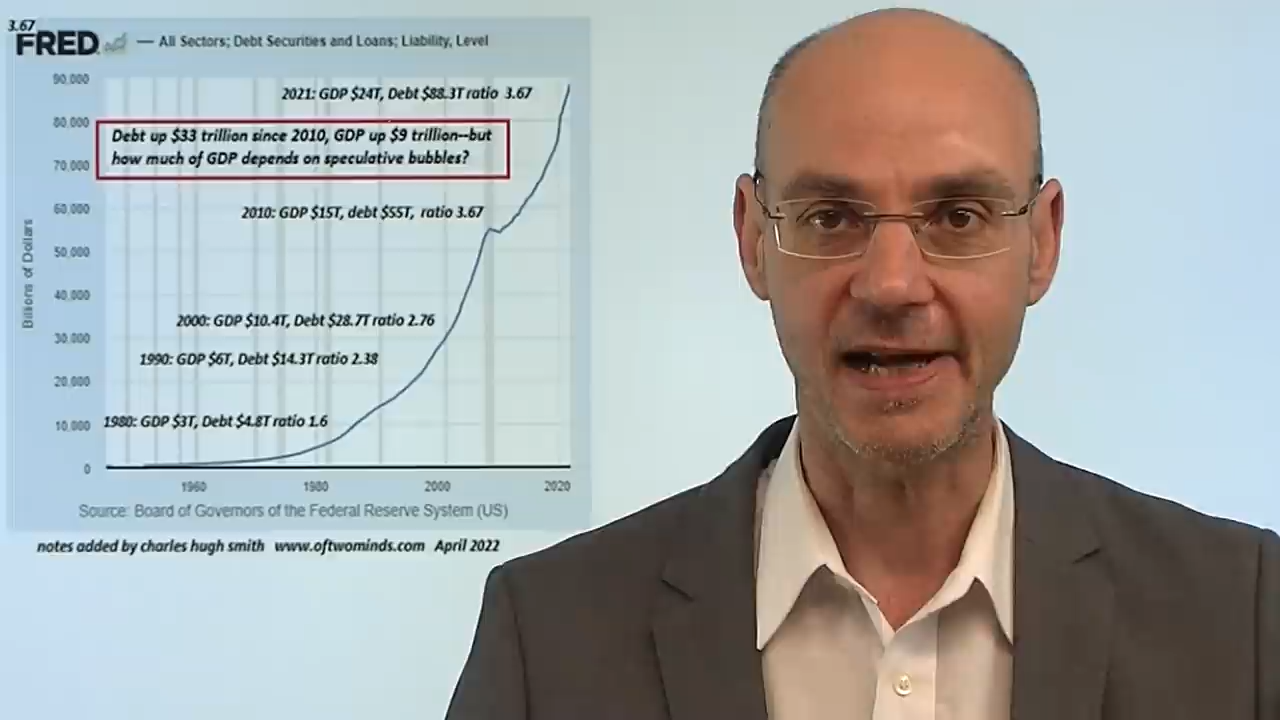 3.67
FRED — All Sectors; Debt Securities and Loans; Liability, Level
90,000
2021: GDP $24T, Debt $88.3T ratio 3.67
80,000
Debt up $33 trillion since 2010, GDP up $9 trillion--but
how much of GDP depends on speculative bubbles?
70,000
60,000
2010: GDP $15T, debt $55T, ratio 3.67
50,000
Billions of Dollars
40,000
2000: GDP $10.4T, Debt $28.7T ratio 2.76
30,000
1990: GDP $6T, Debt $14.3T ratio 2.38
20,000
10,000
1980: GDP $3T, Debt $4.8T ratio 1.6
0
1960 1980 2000 2020
Source: Board of Governors of the Federal Reserve System (US)
notes added by charles hugh smith www.oftwominds.com April 2022